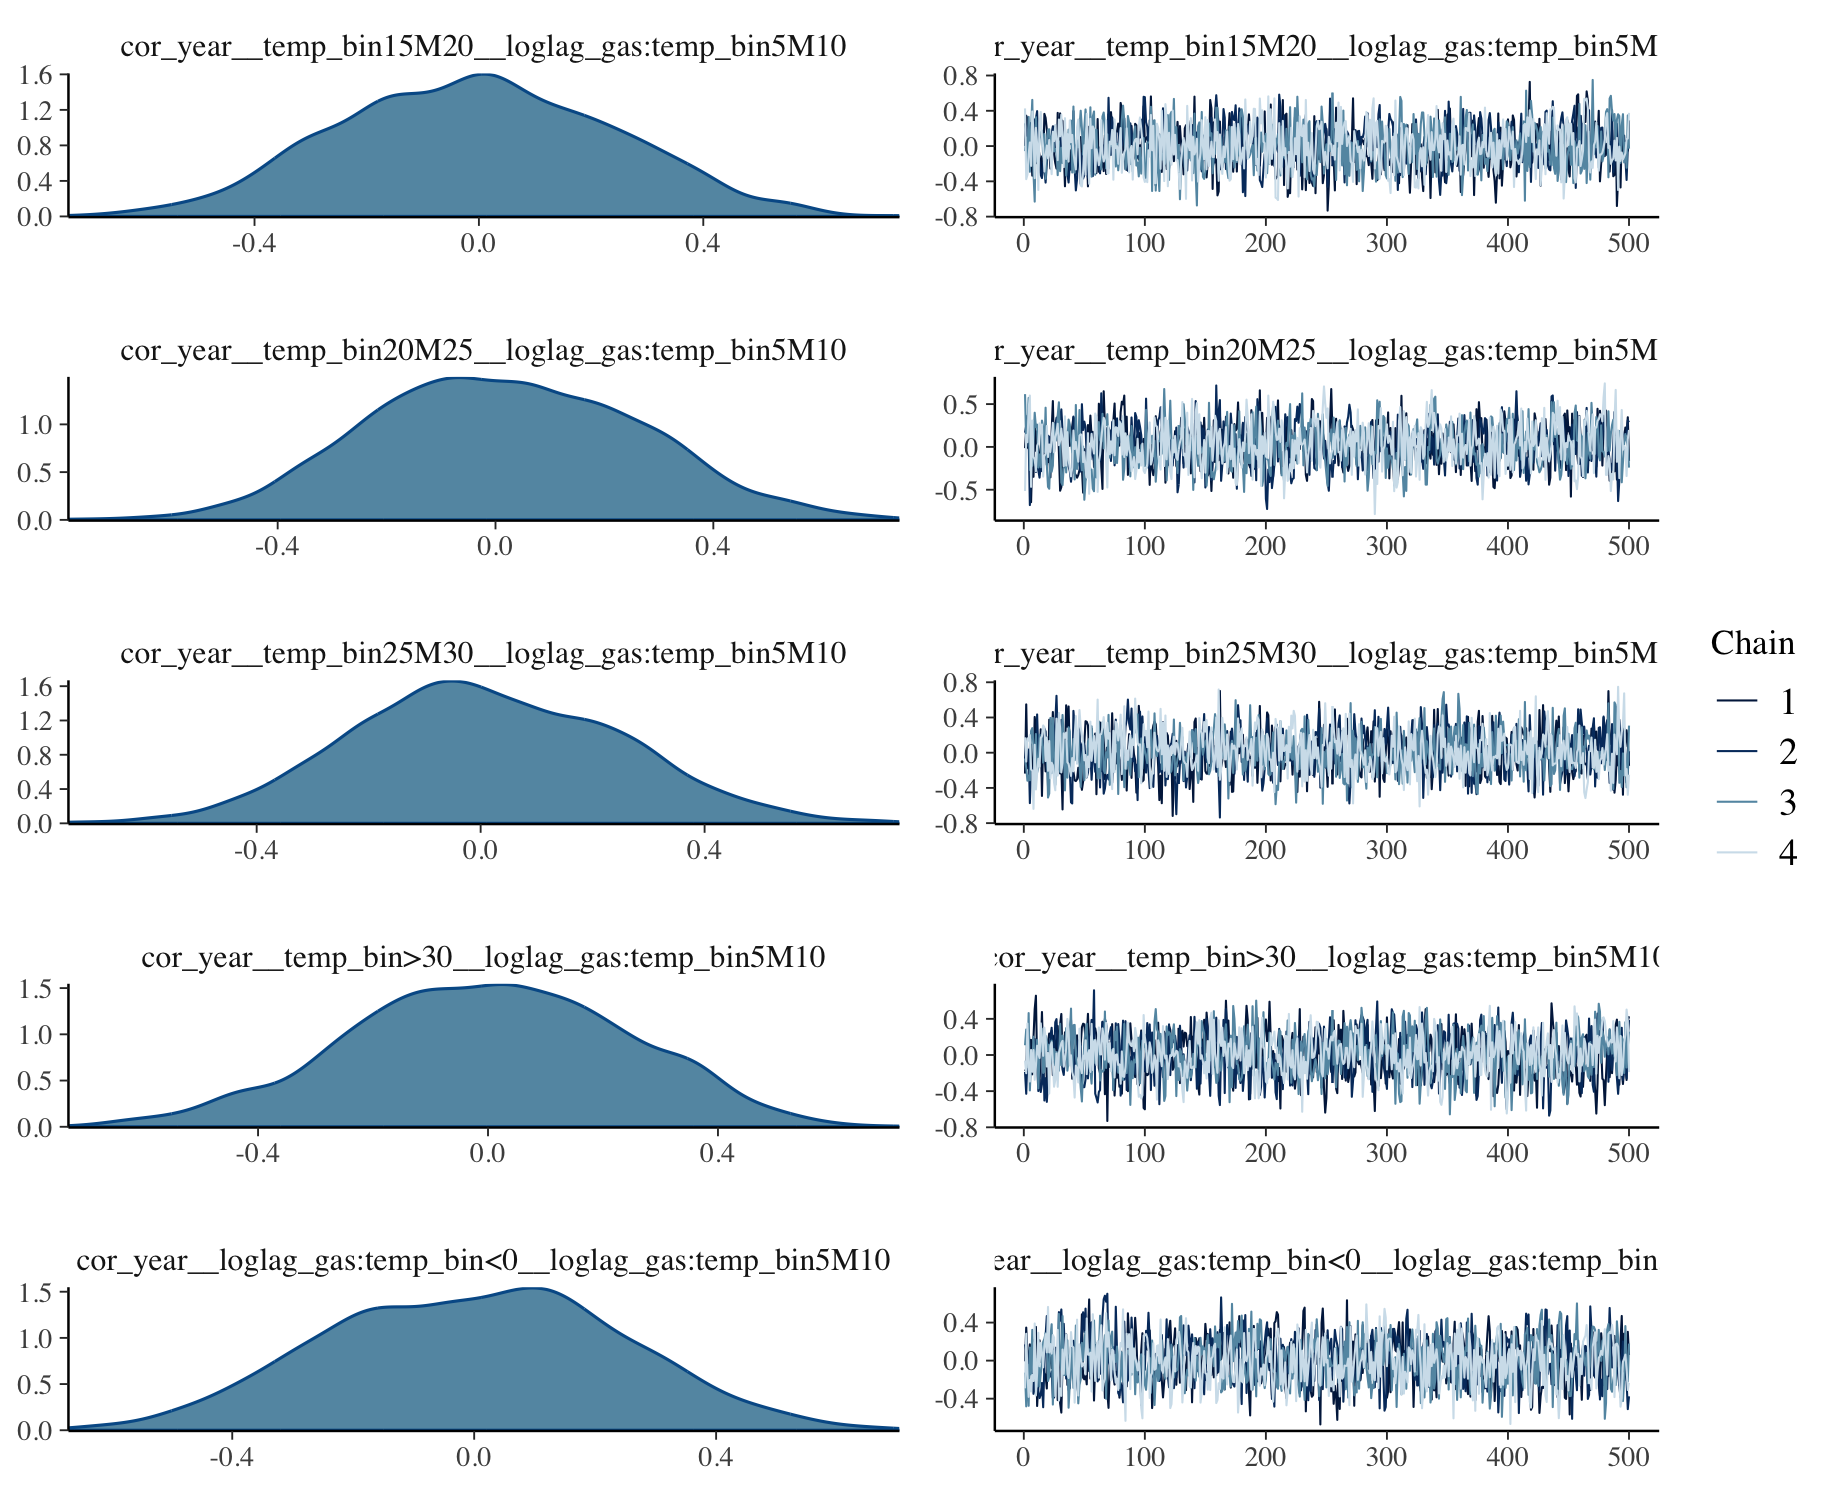 cor_year__temp_bin15M20__loglag_gas:temp_bin5M10
1.6
1.2
0.8
0.4
0.0
-0.4 0.0 0.4
r_year__temp_bin15M20__loglag_gas:temp_bin5M
0.8
0.4
0.0
-0.4
-0.8
0 100 200 300 400 500
cor_year__temp_bin20M25__loglag_gas:temp_bin5M10
1.0
0.5
0.0
-0.4 0.0 0.4
r_year__temp_bin20M25__loglag_gas:temp_bin5M
0.5
0.0
-0.5
0 100 200 300 400 500
cor_year__temp_bin25M30__loglag_gas:temp_bin5M10
1.6
1.2
0.8
0.4
0.0
-0.4 0.0 0.4
r_year__temp_bin25M30__loglag_gas:temp_bin5M
0.8
0.4
0.0
-0.4
-0.8
0 100 200 300 400 500
cor_year__temp_bin>30__loglag_gas:temp_bin5M10
1.5
1.0
0.5
0.0
-0.4 0.0 0.4
cor_year__temp_bin>30__loglag_gas:temp_bin5M10
0.4
0.0
-0.4
-0.8
0 100 200 300 400 500
cor_year__loglag_gas:temp_bin<0__loglag_gas:temp_bin5M10
1.5
1.0
0.5
0.0
-0.4 0.0 0.4
ear__loglag_gas:temp_bin<0__loglag_gas:temp_bin
0.4
0.0
-0.4
0 100 200 300 400 500
Chain
1
2
3
4